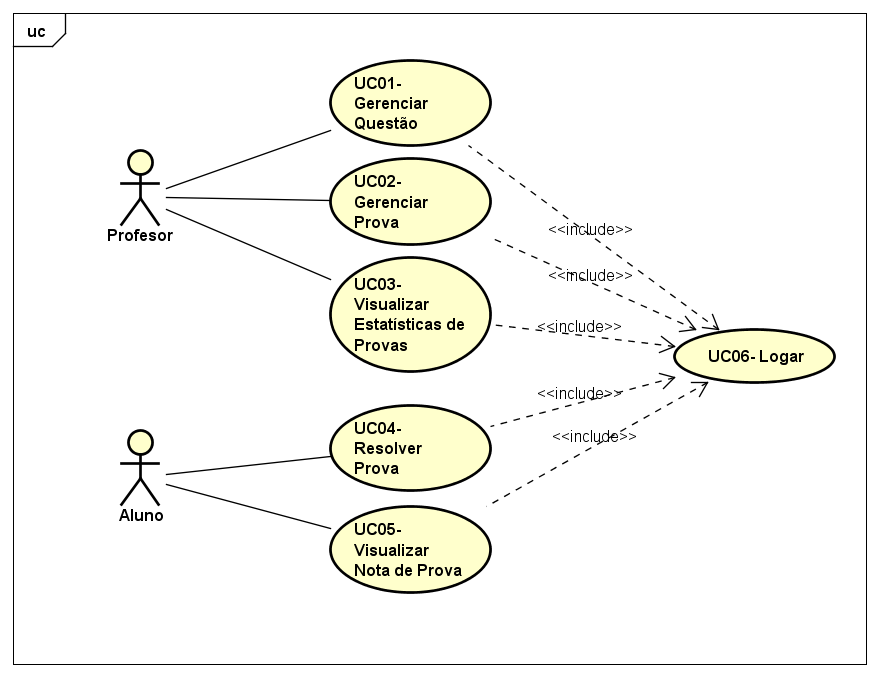 uc
UC01-
Gerenciar
Questão
UC02-
Gerenciar
Prova
UC03-
Visualizar
Estatísticas de
Provas
Profesor
<<include>>
<<include>>
<<include>>
UC06- Logar
<<include>>
<<include>>
UC04-
Resolver
Prova
Aluno
UC05-
Visualizar
Nota de Prova